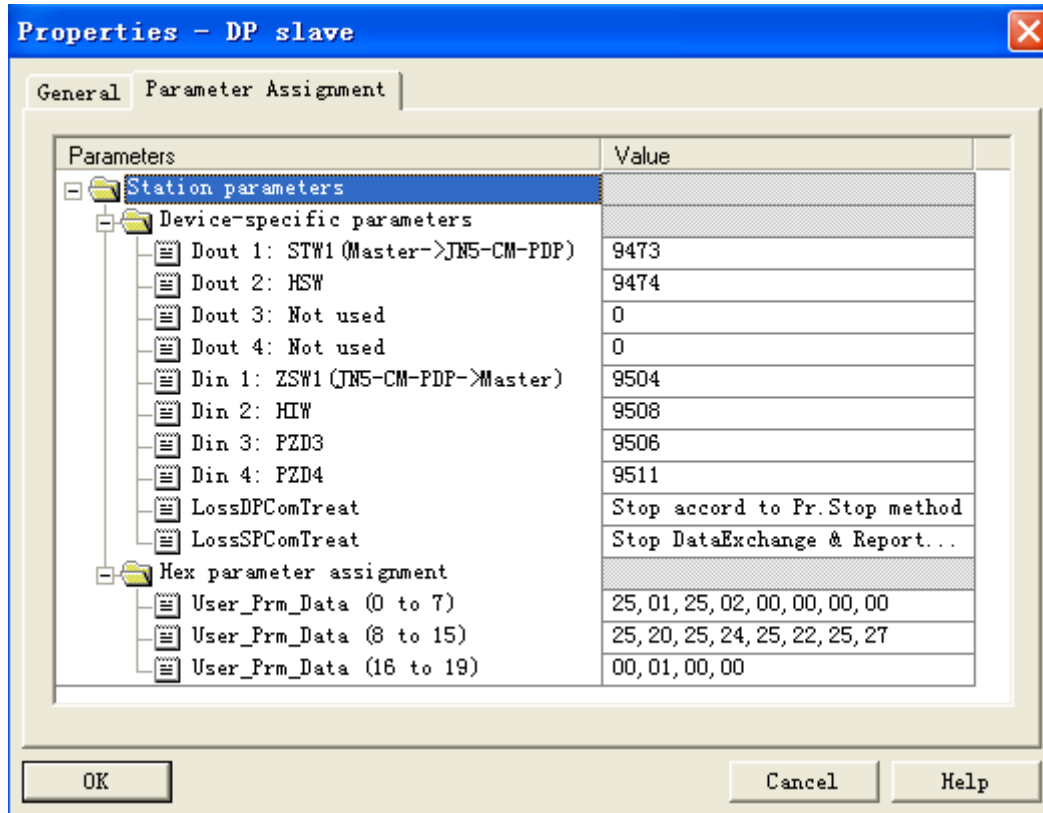 Properties - DP slave
General Parameter Assignment
Parameters Value
Station parameters
Device-specific parameters
Dout 1: STW1(Master->JN5-CM-PDP) 9473
Dout 2: HSW 9474
Dout 3: Not used 0
Dout 4: Not used 0
Din 1: ZSW1(JN5-CM-PDP->Master) 9504
Din 2: HIW 9508
Din 3: PZD3 9506
Din 4: PZD4 9511
LossDPComTreat Stop accord to Pr.Stop method
LossSPComTreat Stop DataExchange & Report...
Hex parameter assignment
User_Prm_Data (0 to 7) 25, 01, 25, 02, 00, 00, 00, 00
User_Prm_Data (8 to 15) 25, 20, 25, 24, 25, 22, 25, 27
User_Prm_Data (16 to 19) 00, 01, 00, 00
OK Cancel Help